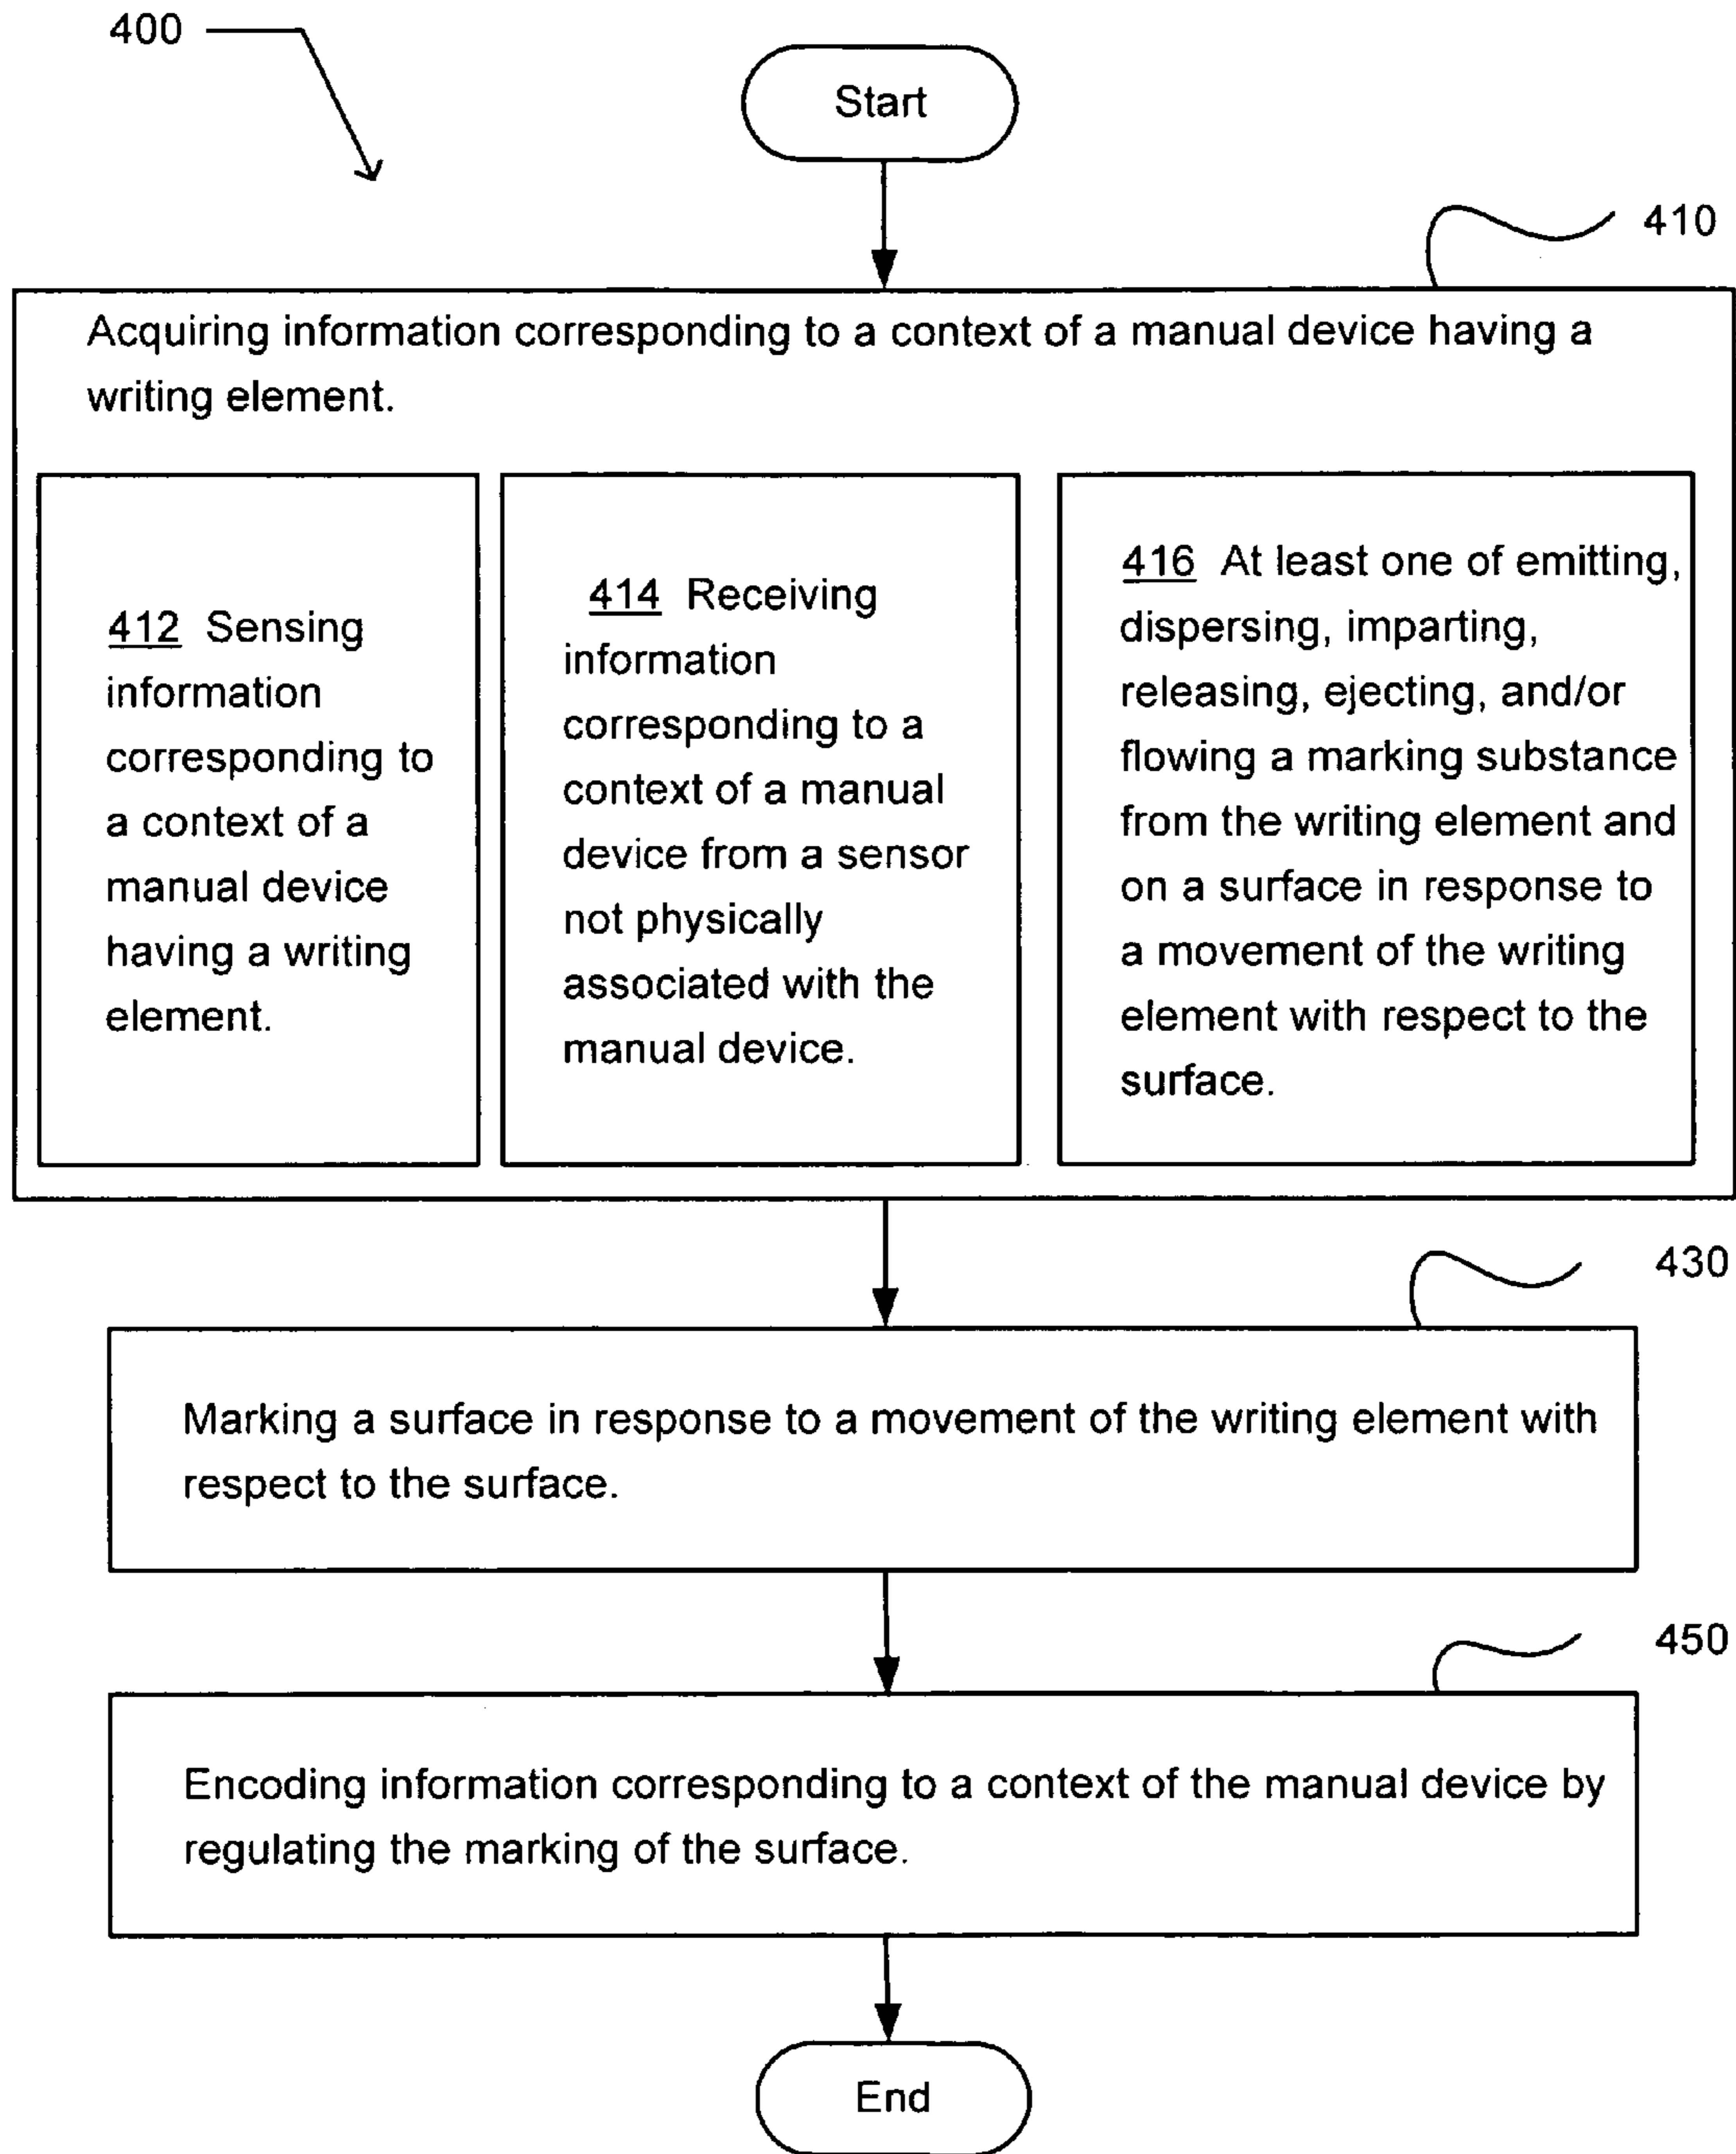 400
Start
410
Acquiring information corresponding to a context of a manual device having a
writing element.
412 Sensing
information
corresponding to
a context of a
manual device
having a writing
element.
414 Receiving
information
corresponding to a
context of a manual
device from a sensor
not physically
associated with the
manual device.
416 At least one of emitting,
dispersing, imparting,
releasing, ejecting, and/or
flowing a marking substance
from the writing element and
on a surface in response to
a movement of the writing
element with respect to the
surface.
430
Marking a surface in response to a movement of the writing element with
respect to the surface.
450
Encoding information corresponding to a context of the manual device by
regulating the marking of the surface.
End